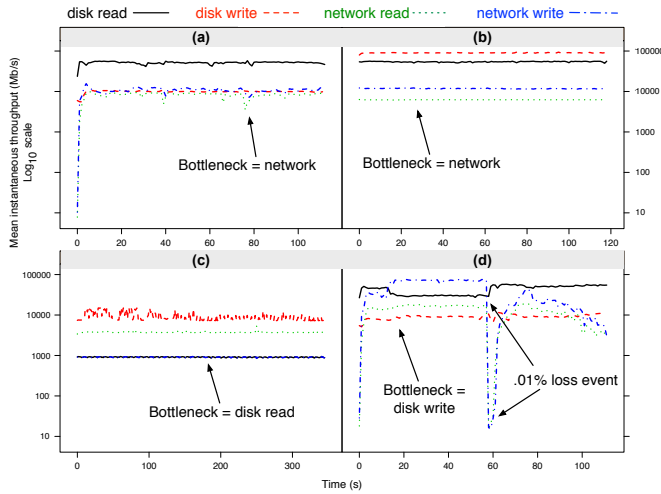 disk read disk write network read network write
(a) (b)
Mean instantaneous throughput (Mb/s)
Log10 scale
100000
10000
1000
100
10
Bottleneck = network
Bottleneck = network
0 20 40 60 80 100
0 20 40 60 80 100 120
(c) (d)
100000
10000
1000
100
10
Bottleneck = disk read
Bottleneck =
disk write
.01% loss event
0 100 200 300
0 20 40 60 80 100
Time (s)